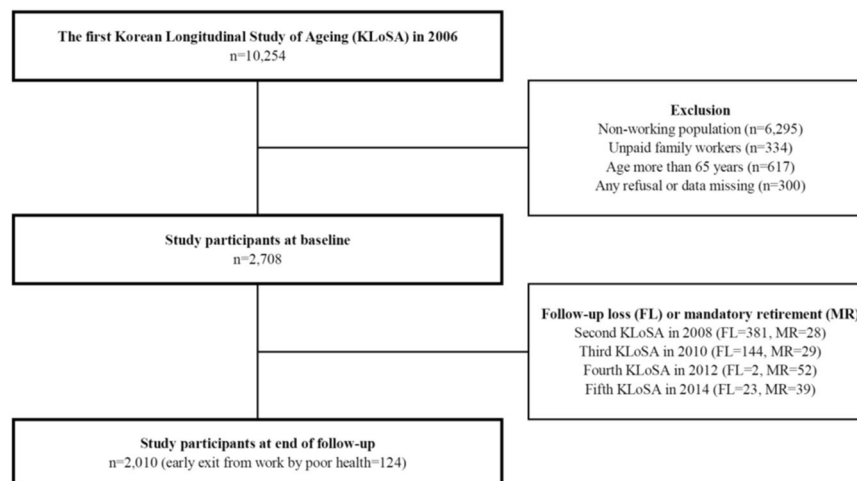 The first Korean Longitudinal Study of Ageing (KLoSA) in 2006
n=10,254
Exclusion
Non-working population (n=6,295)
Unpaid family workers (n=334)
Age more than 65 years (n=617)
Any refusal or data missing (n=300)
Study participants at baseline
n=2,708
Follow-up loss (FL) or mandatory retirement (MR)
Second KLoSA in 2008 (FL=381, MR=28)
Third KLoSA in 2010 (FL=144, MR=29)
Fourth KLoSA in 2012 (FL=2, MR=52)
Fifth KLoSA in 2014 (FL=23, MR=39)
Study participants at end of follow-up
n=2,010 (early exit from work by poor health=124)